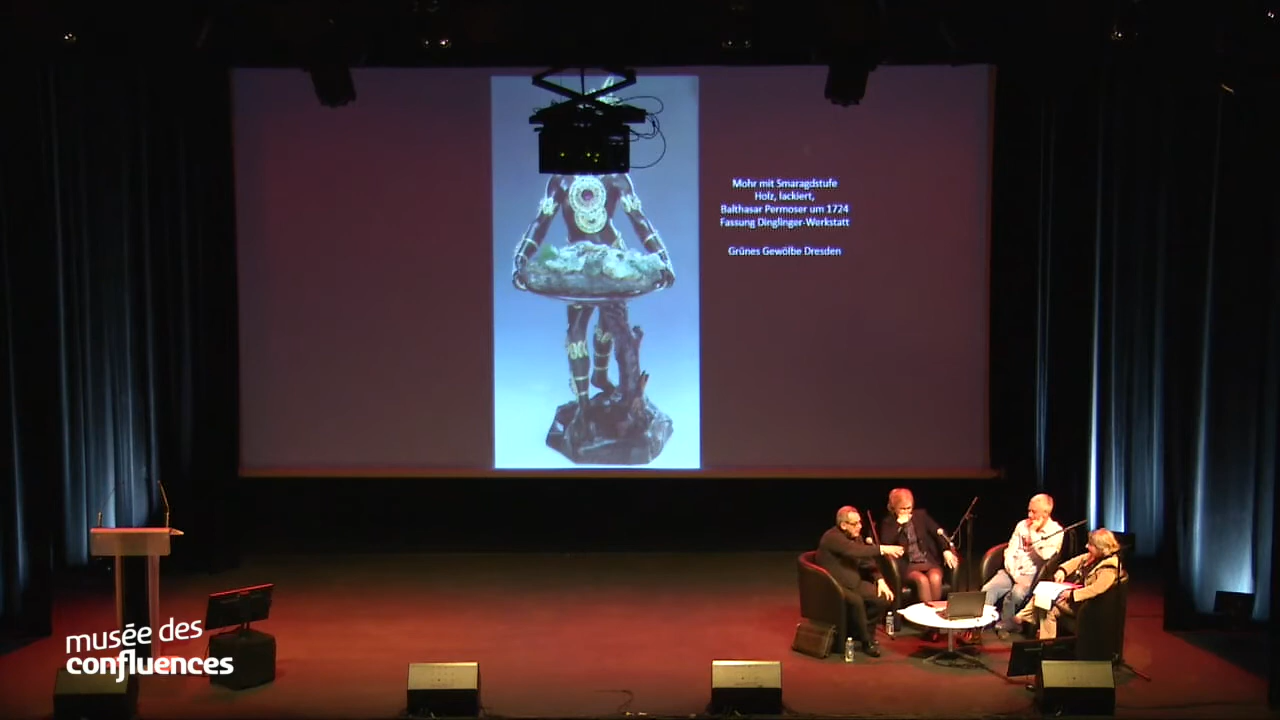 Mohr mit Smaragdstufe
Holz, lackiert,
Balthasar Permoser um 1724
Fassung Dinglinger-Werkstatt
Grünes Gewölbe Dresden
musée des
confluences